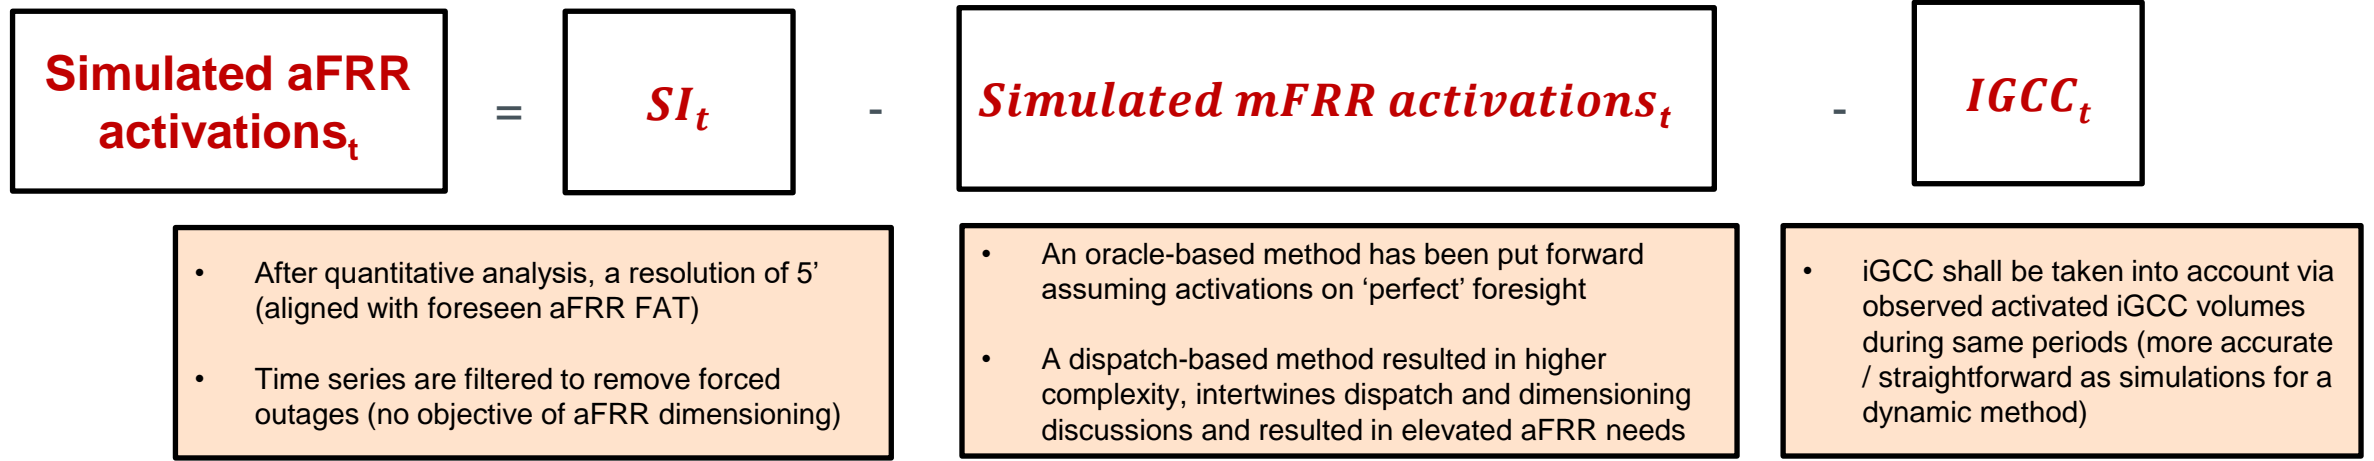 Simulated aFRR
activationsₜ
=
SIₜ
-
Simulated mFRR activationsₜ
-
IGCCₜ
• After quantitative analysis, a resolution of 5’
(aligned with foreseen aFRR FAT)
• Time series are filtered to remove forced
outages (no objective of aFRR dimensioning)
• An oracle-based method has been put forward
assuming activations on ‘perfect’ foresight
• A dispatch-based method resulted in higher
complexity, intertwines dispatch and dimensioning
discussions and resulted in elevated aFRR needs
• iGCC shall be taken into account via
observed activated iGCC volumes
during same periods (more accurate
/ straightforward as simulations for a
dynamic method)